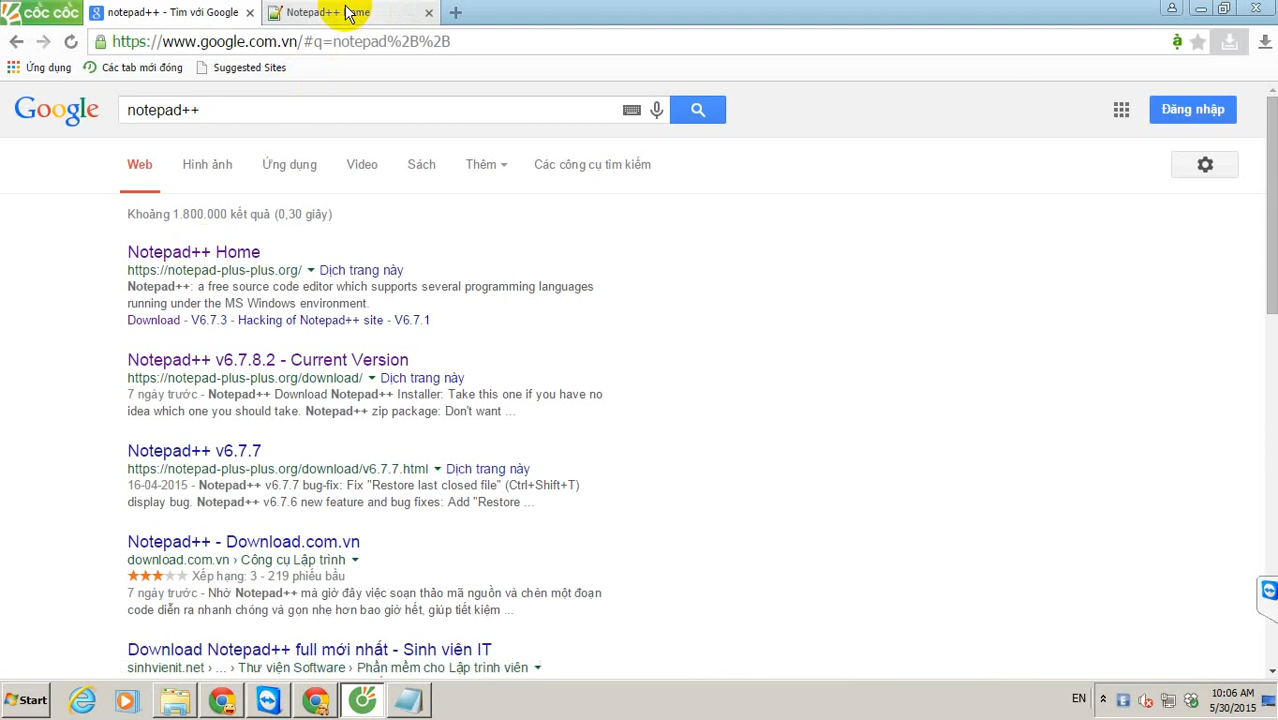 cốc cốc
notepad++ - Tìm với Google
Notepad++ Home
https://www.google.com.vn/#q=notepad%2B%2B
Ứng dụng
Các tab mới đóng
Suggested Sites
Google
notepad++
Đăng nhập
Web
Hình ảnh
Ứng dụng
Video
Sách
Thêm
Các công cụ tìm kiếm
Khoảng 1.800.000 kết quả (0,30 giây)
Notepad++ Home
https://notepad-plus-plus.org/ Dịch trang này
Notepad++: a free source code editor which supports several programming languages
running under the MS Windows environment.
Download - V6.7.3 - Hacking of Notepad++ site - V6.7.1
Notepad++ v6.7.8.2 - Current Version
https://notepad-plus-plus.org/download/ Dịch trang này
7 ngày trước - Notepad++ Download Notepad++ Installer: Take this one if you have no
idea which one you should take. Notepad++ zip package: Don't want ...
Notepad++ v6.7.7
https://notepad-plus-plus.org/download/v6.7.7.html Dịch trang này
16-04-2015 - Notepad++ v6.7.7 bug-fix: Fix "Restore last closed file" (Ctrl+Shift+T)
display bug. Notepad++ v6.7.6 new feature and bug fixes: Add "Restore ...
Notepad++ - Download.com.vn
download.com.vn › Công cụ Lập trình
Xếp hạng: 3 - 219 phiếu bầu
7 ngày trước - Nhờ Notepad++ mà giờ đây việc soạn thảo mã nguồn và chèn một đoạn
code diễn ra nhanh chóng và gọn nhẹ hơn bao giờ hết, giúp tiết kiệm ...
Download Notepad++ full mới nhất - Sinh viên IT
sinhvienit.net › ... › Thư viện Software › Phần mềm cho Lập trình viên
Start
EN
10:06 AM
5/30/2015